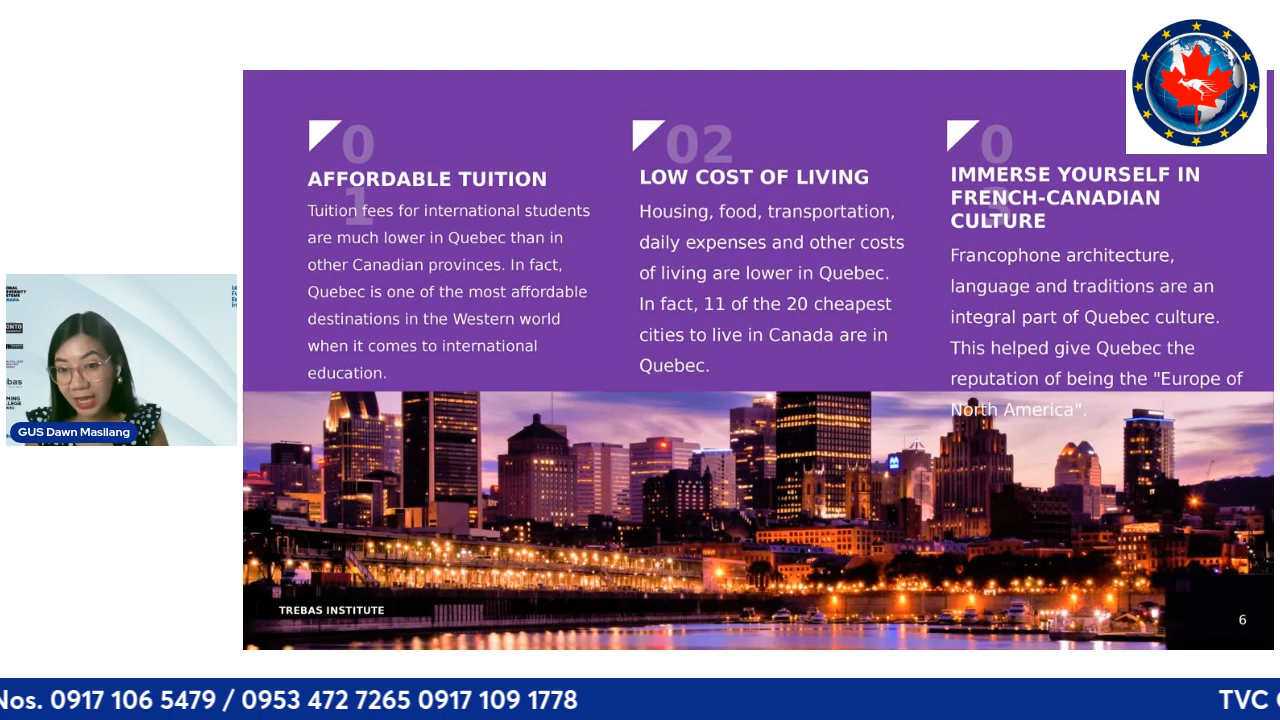 0
1
AFFORDABLE TUITION
Tuition fees for international students
are much lower in Quebec than in
other Canadian provinces. In fact,
Quebec is one of the most affordable
destinations in the Western world
when it comes to international
education.
02
LOW COST OF LIVING
Housing, food, transportation,
daily expenses and other costs
of living are lower in Quebec.
In fact, 11 of the 20 cheapest
cities to live in Canada are in
Quebec.
0
3
IMMERSE YOURSELF IN
FRENCH-CANADIAN
CULTURE
Francophone architecture,
language and traditions are an
integral part of Quebec culture.
This helped give Quebec the
reputation of being the "Europe of
North America".
GUS Dawn Masllang
TREBAS INSTITUTE
6
Nos. 0917 106 5479 / 0953 472 7265 0917 109 1778
TVC